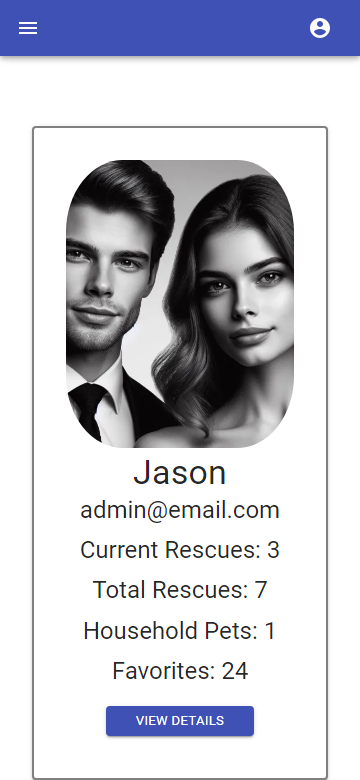 Jason
admin@email.com
Current Rescues: 3
Total Rescues: 7
Household Pets: 1
Favorites: 24
VIEW DETAILS